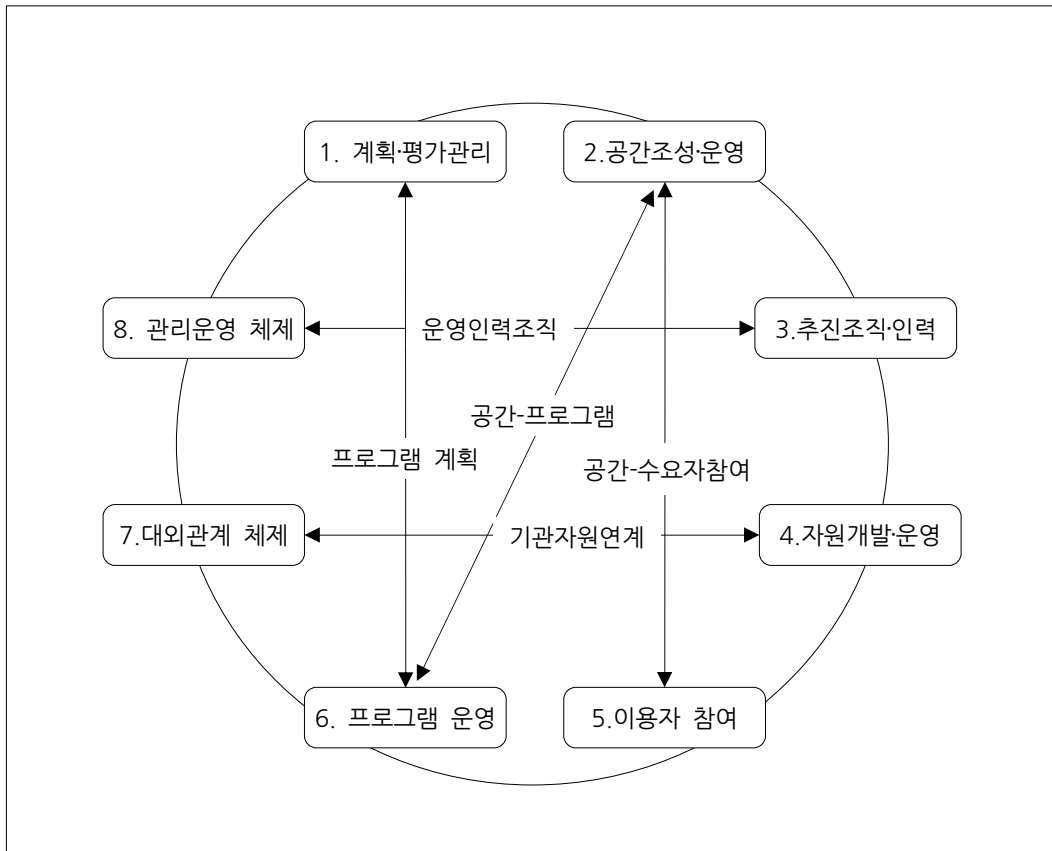 1. 계획·평가관리
2.공간조성·운영
8. 관리운영 체제
운영인력조직
3.추진조직·인력
공간-프로그램
프로그램 계획
공간-수요자참여
7.대외관계 체제
기관자원연계
4.자원개발·운영
6. 프로그램 운영
5.이용자 참여